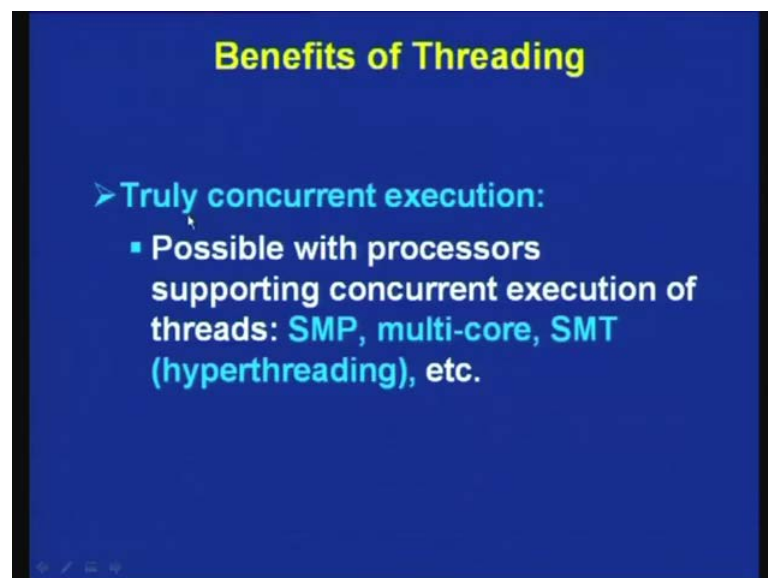 Benefits of Threading
➢Truly concurrent execution:
▪ Possible with processors
supporting concurrent execution of
threads: SMP, multi-core, SMT
(hyperthreading), etc.